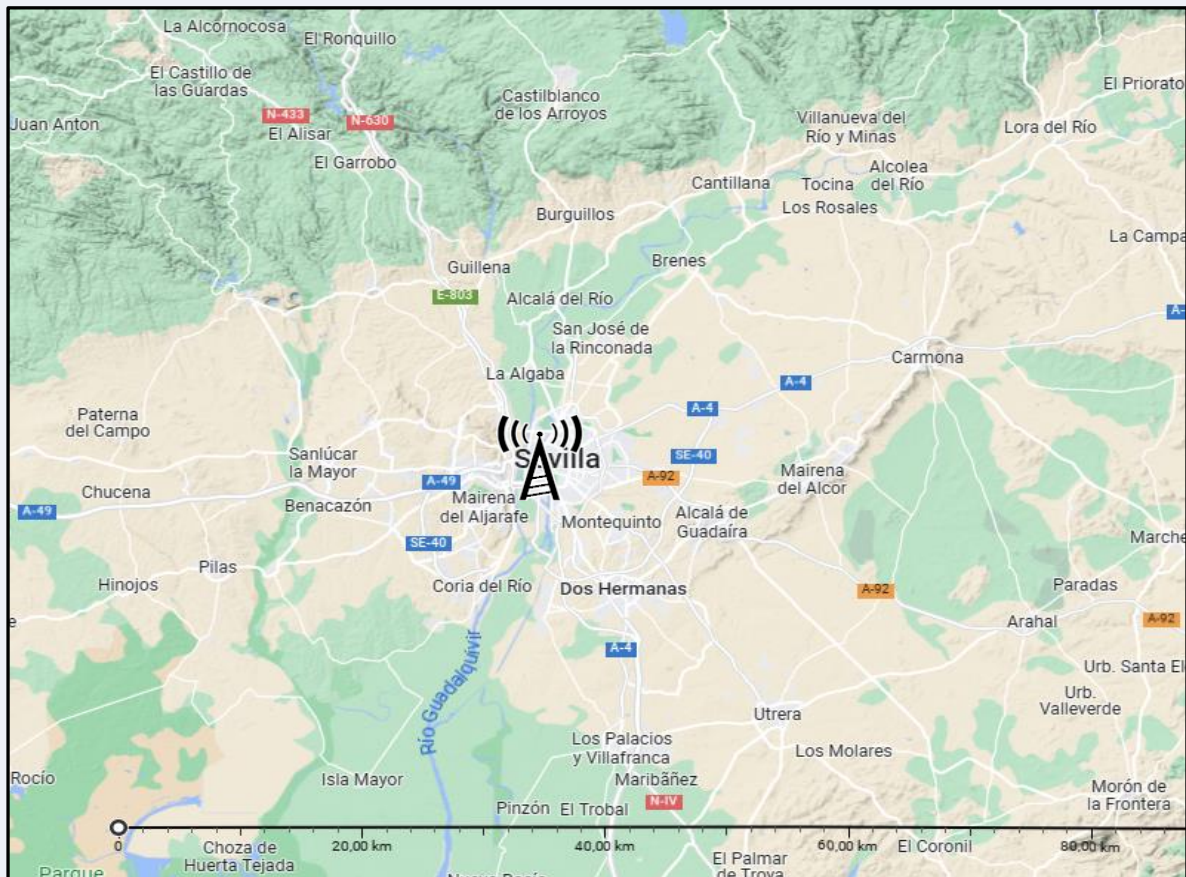 La Alcornocosa
El Ronquillo
El Castillo de
las Guardas
El Priorato
Castilblanco
de los Arroyos
N-433
N-630
Juan Anton
El Alisar
Villanueva del
Río y Minas
Lora del Río
El Garrobo
Alcolea
del Río
Cantillana
Tocina
Los Rosales
Burguillos
La Campa
Guillena
Brenes
E-803
Alcalá del Río
A-
San José de
la Rinconada
Carmona
La Algaba
A-4
A-4
Paterna
del Campo
Sanlúcar
la Mayor
Sevilla
SE-40
A-92
Mairena
del Alcor
A-49
Chucena
Benacazón
Mairena
del Aljarafe
A-49
Montequinto
Alcalá de
Guadaíra
SE-40
Marche
Hinojos
Pilas
Coria del Río
Dos Hermanas
A-92
Paradas
e
Arahal
A-92
Río Guadalquivir
A-4
Urb. Santa El
Urb.
Valleverde
Utrera
Los Palacios
y Villafranca
Los Molares
Rocío
Isla Mayor
Maribáñez
Morón de
la Frontera
Pinzón
El Trobal
N-IV
0
20,00 km
40,00 km
60,00 km
80,00 km
Choza de
Huerta Tejada
El Coronil
El Palmar
de Troya
Parque